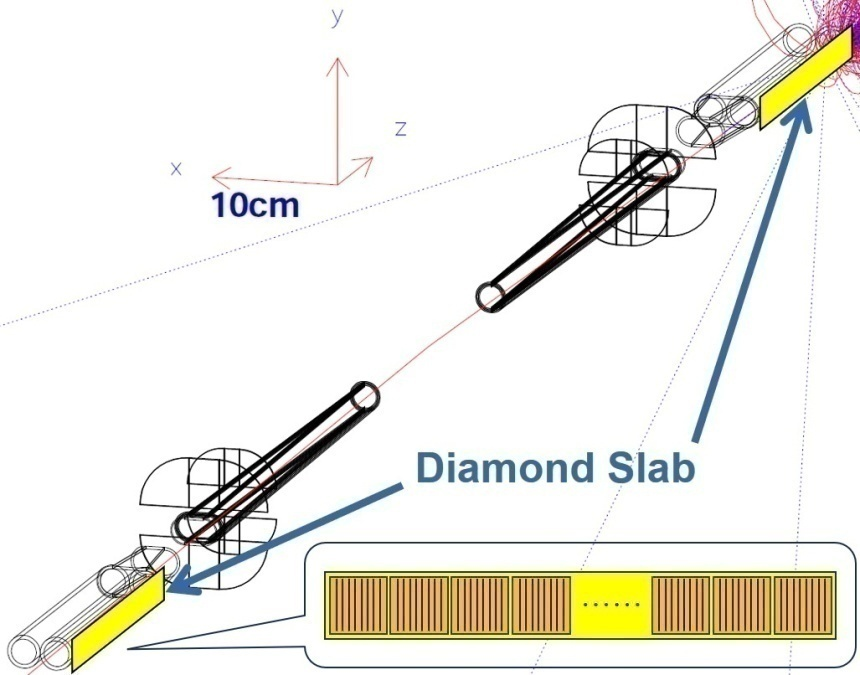 y
z
x
10cm
Diamond Slab
......